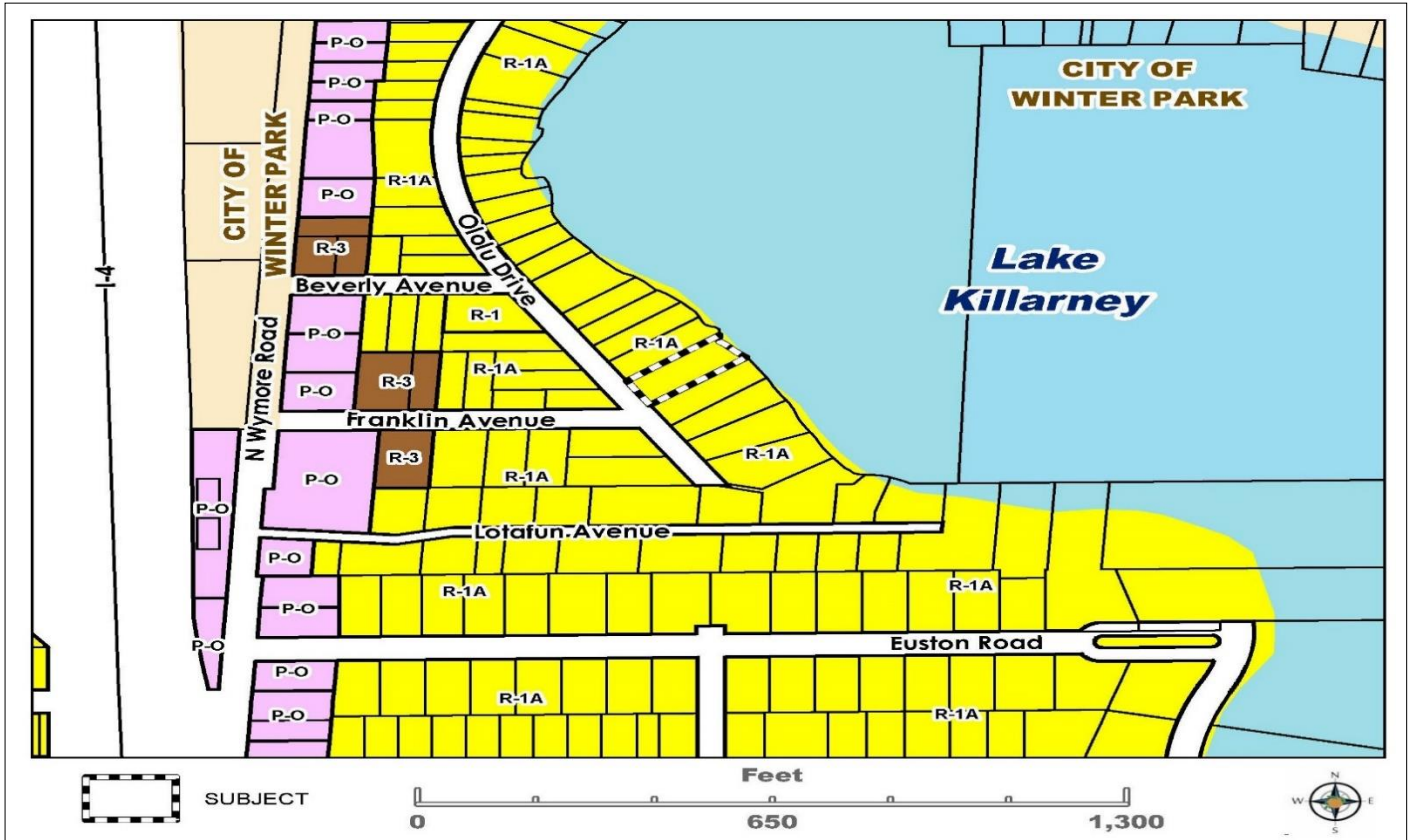 P-O
R-1A
P-O
CITY OF
WINTER PARK
P-O
CITY OF
WINTER PARK
R-1A
P-O
Ololu Drive
R-3
Lake
Killarney
I-4
Beverly Avenue
R-1
P-O
R-1A
N Wymore Road
R-1A
R-3
P-O
Franklin Avenue
R-1A
R-3
R-1A
P-O
P-O
Lotafun Avenue
P-O
R-1A
R-1A
P-O
P-O
Euston Road
P-O
R-1A
P-O
R-1A
SUBJECT
Feet
0
650
1,300
N
W
E
S